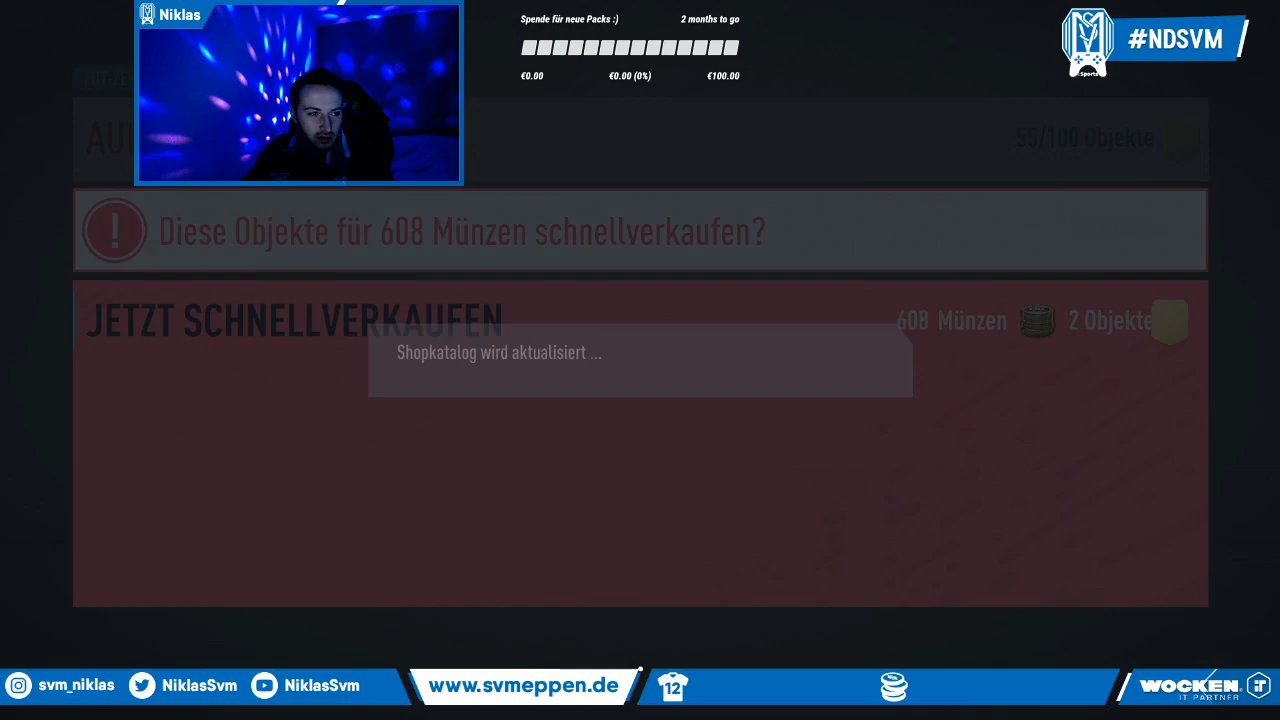 Niklas
Spende für neue Packs :)
2 months to go
€0.00
€0.00 (0%)
€100.00
Sports
#NDSVM
55/100 Objekte
Diese Objekte für 608 Münzen schnellverkaufen?
JETZT SCHNELLVERKAUFEN
608 Münzen
2 Objekte
Shopkatalog wird aktualisiert ...
svm_niklas
NiklasSvm
NiklasSvm
www.svmeppen.de
12
WOCKEN
IT PARTNER
iT